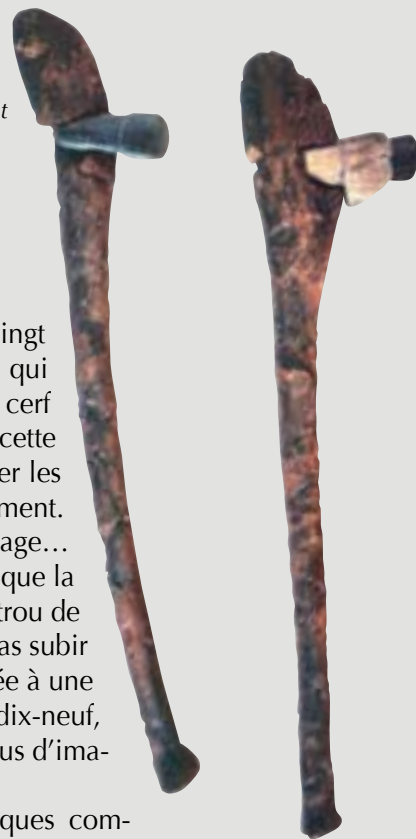 t
ingt
qui
cerf
cette
er les
ment.
age…
que la
trou de
as subir
ée à une
dix-neuf,
us d'ima-
ques com-